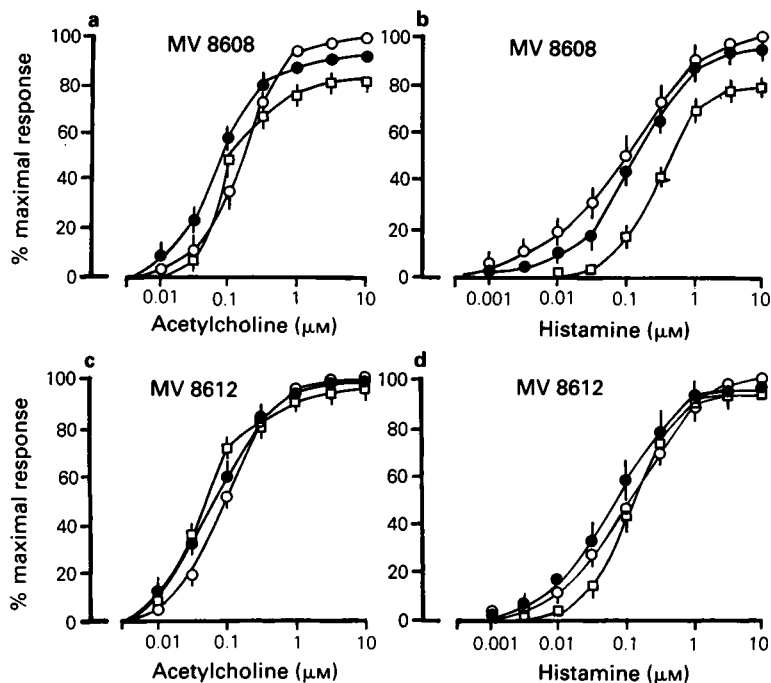 a
MV 8608
% maximal response
100
80
60
40
20
0
0.01 0.1 1 10
Acetylcholine (μM)
b
MV 8608
100
80
60
40
20
0
0.001 0.01 0.1 1 10
Histamine (μM)
c
MV 8612
% maximal response
100
80
60
40
20
0
0.01 0.1 1 10
Acetylcholine (μM)
d
MV 8612
100
80
60
40
20
0
0.001 0.01 0.1 1 10
Histamine (μM)